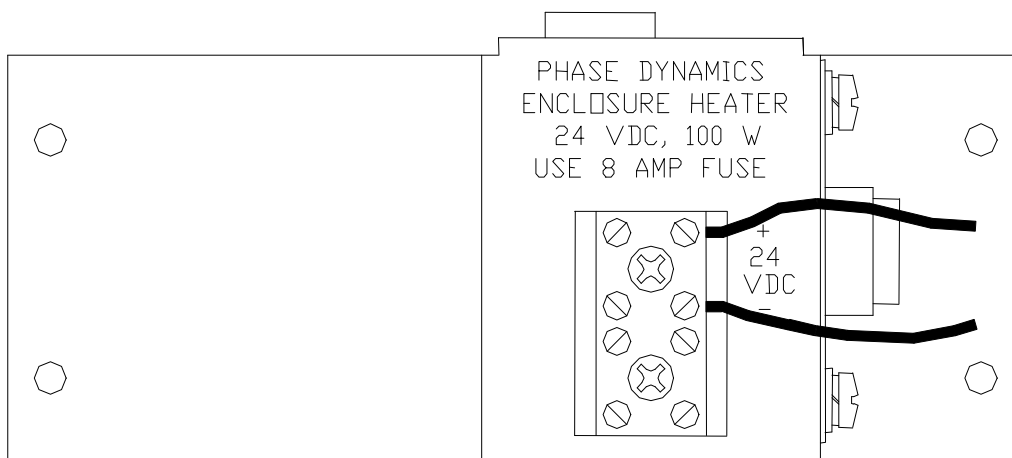 PHASE DYNAMICS
ENCLOSURE HEATER
24 VDC, 100 W
USE 8 AMP FUSE
+
24
VDC
-